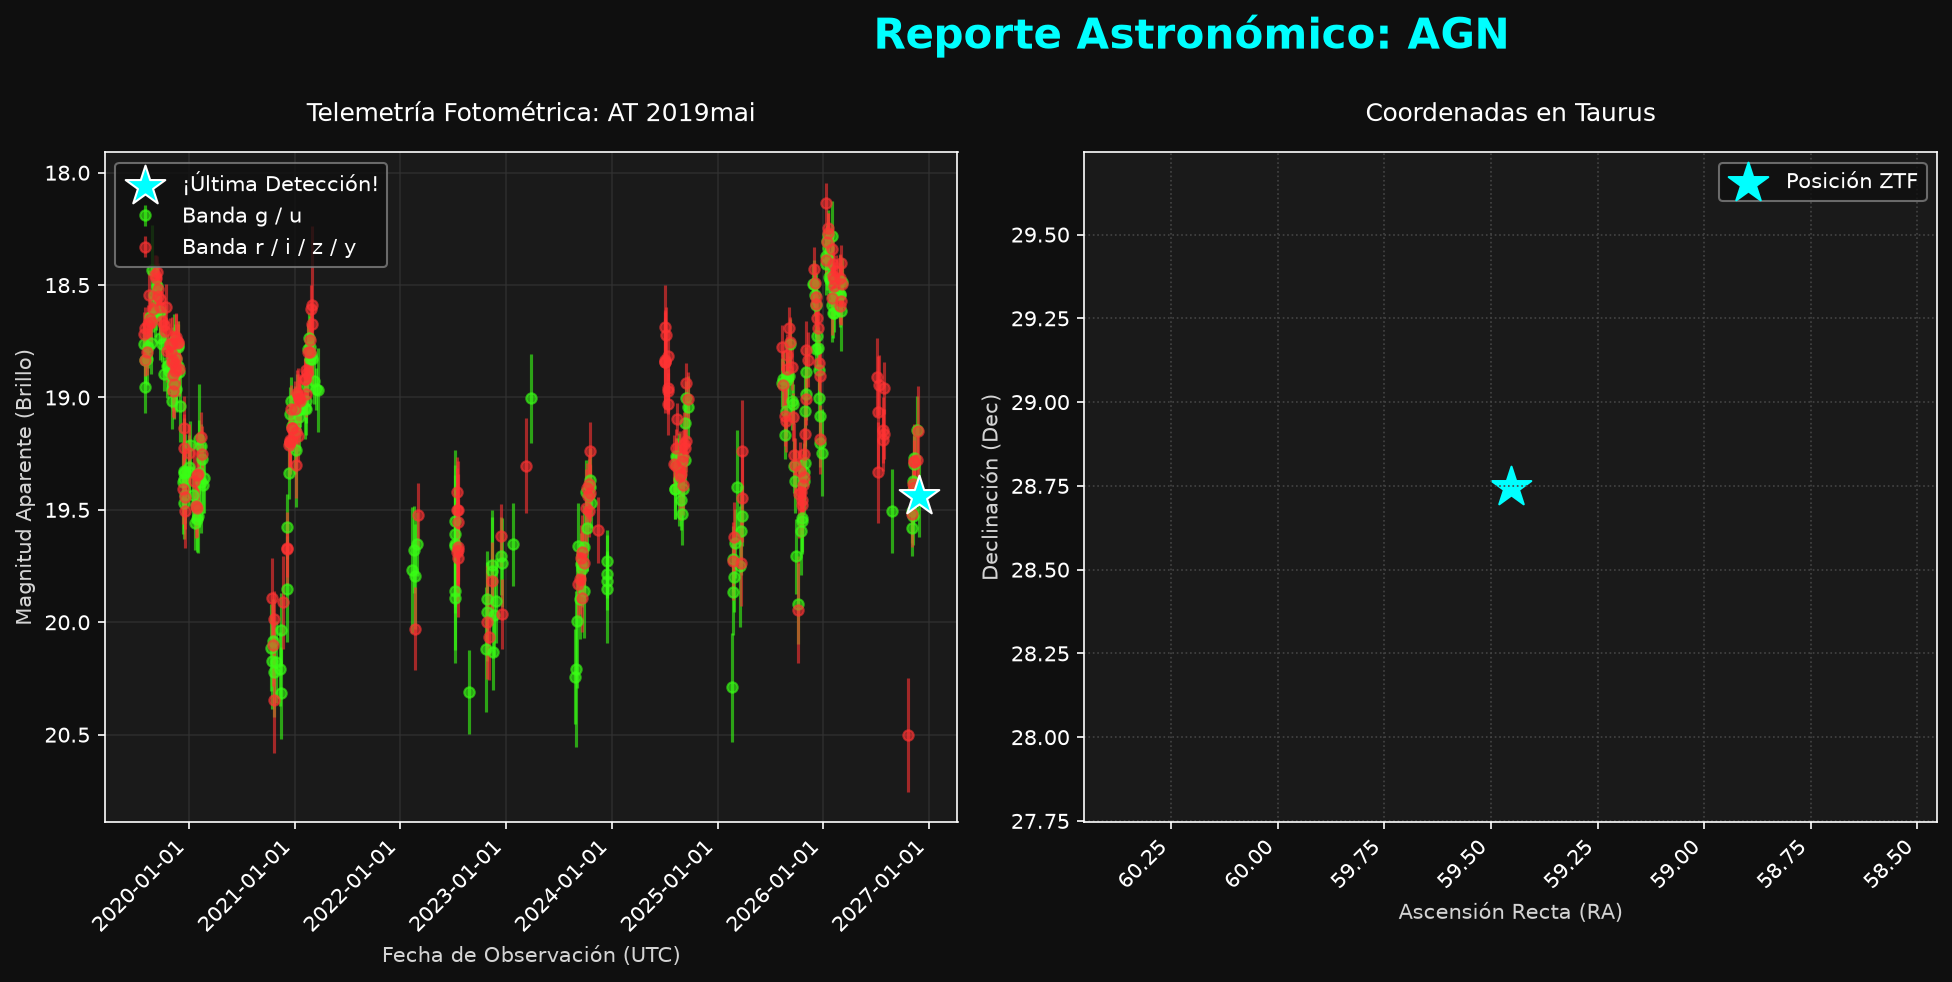 Reporte Astronómico: AGN
Telemetría Fotométrica: AT 2019mai
¡Última Detección!
Banda g / u
Banda r / i / z / y
Magnitud Aparente (Brillo)
18.0
18.5
19.0
19.5
20.0
20.5
2020-01-01
2021-01-01
2022-01-01
2023-01-01
2024-01-01
2025-01-01
2026-01-01
2027-01-01
Fecha de Observación (UTC)
Coordenadas en Taurus
Posición ZTF
Declinación (Dec)
29.50
29.25
29.00
28.75
28.50
28.25
28.00
27.75
60.25
60.00
59.75
59.50
59.25
59.00
58.75
58.50
Ascensión Recta (RA)